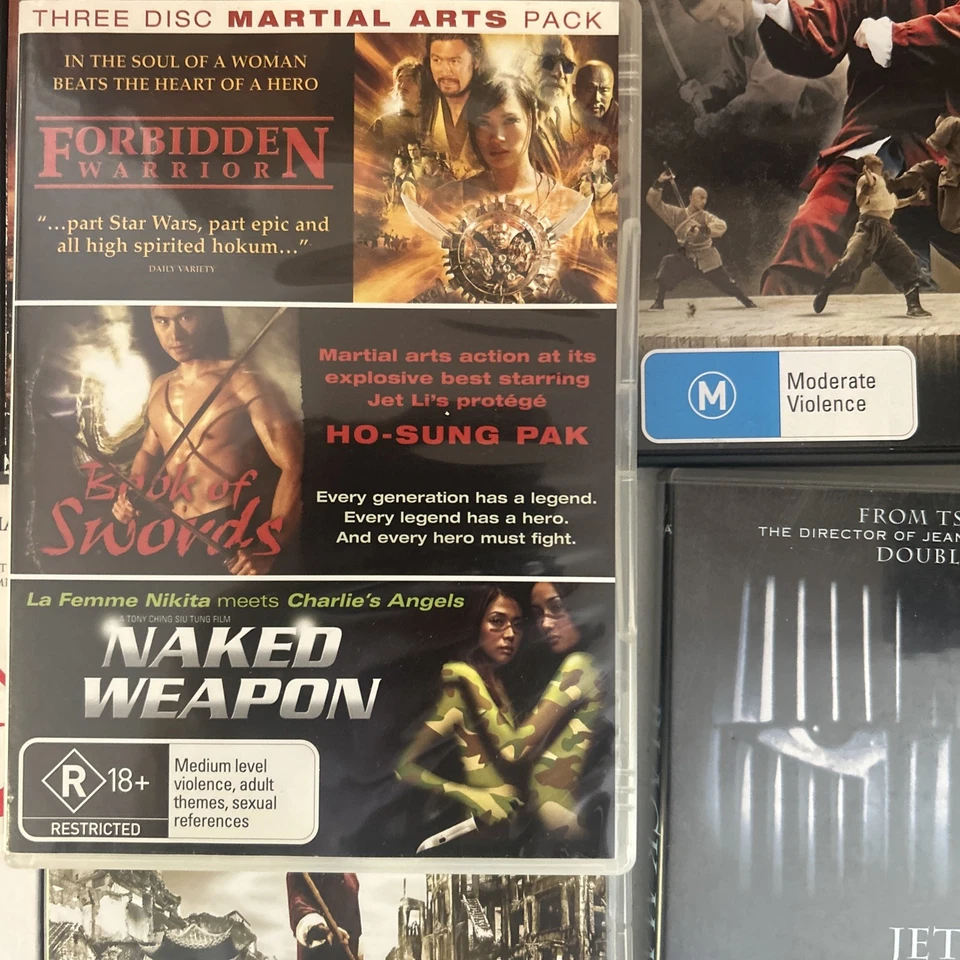 THREE DISC MARTIAL ARTS PACK
IN THE SOUL OF A WOMAN
BEATS THE HEART OF A HERO
FORBIDDEN
WARRIOR
“...part Star Wars, part epic and
all high spirited hokum...”
DAILY VARIETY
Martial arts action at its
explosive best starring
Jet Li's protégé
HO-SUNG PAK
Book of
Swords
Every generation has a legend.
Every legend has a hero.
And every hero must fight.
La Femme Nikita meets Charlie's Angels
A TONY CHING SIU TUNG FILM
NAKED
WEAPON
R 18+
RESTRICTED
Medium level
violence, adult
themes, sexual
references
M
Moderate
Violence
FROM TS
THE DIRECTOR OF JEAN
DOUBL
JET